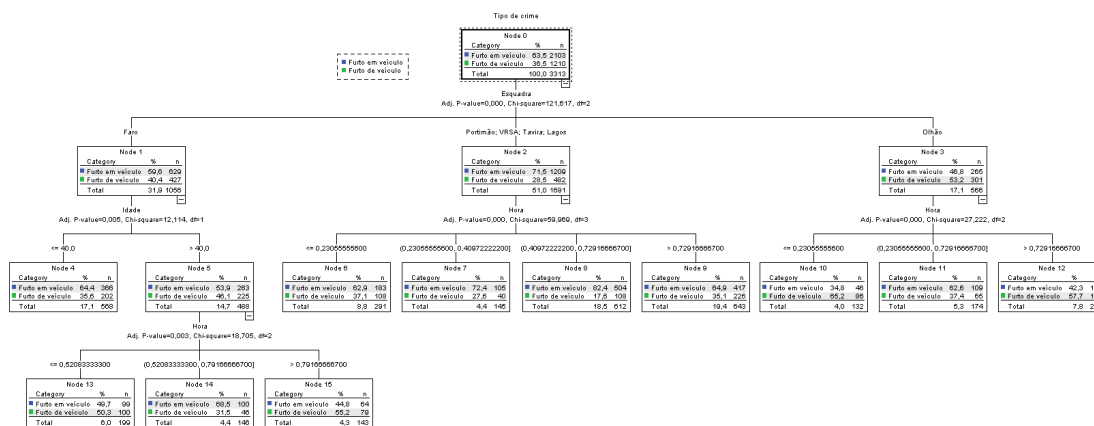 Tipo de crime
Node 0
Category % n
Furto em veículo 63,5 2103
Furto de veículo 36,5 1210
Total 100,0 3313
Furto em veículo
Furto de veículo
Esquadra
Adj. P-value=0,000, Chi-square=121,617, df=2
Faro
Portimão; VRSA; Tavira; Lagos
Olhão
Node 1
Category % n
Furto em veículo 59,6 629
Furto de veículo 40,4 427
Total 31,9 1056
Node 2
Category % n
Furto em veículo 71,5 1209
Furto de veículo 28,5 482
Total 51,0 1691
Node 3
Category % n
Furto em veículo 46,8 265
Furto de veículo 53,2 301
Total 17,1 566
Idade
Adj. P-value=0,005, Chi-square=12,114, df=1
Hora
Adj. P-value=0,000, Chi-square=59,969, df=3
Hora
Adj. P-value=0,000, Chi-square=27,222, df=2
<= 40,0
> 40,0
<= 0,23055555600
(0,23055555600, 0,40972222200]
(0,40972222200, 0,72916666700]
> 0,72916666700
<= 0,23055555600
(0,23055555600, 0,72916666700]
> 0,72916666700
Node 4
Category % n
Furto em veículo 64,4 366
Furto de veículo 35,6 202
Total 17,1 568
Node 5
Category % n
Furto em veículo 53,9 263
Furto de veículo 46,1 225
Total 14,7 488
Node 6
Category % n
Furto em veículo 62,9 183
Furto de veículo 37,1 108
Total 8,8 291
Node 7
Category % n
Furto em veículo 72,4 105
Furto de veículo 27,6 40
Total 4,4 145
Node 8
Category % n
Furto em veículo 82,4 504
Furto de veículo 17,6 108
Total 18,5 612
Node 9
Category % n
Furto em veículo 64,9 417
Furto de veículo 35,1 226
Total 19,4 643
Node 10
Category % n
Furto em veículo 34,8 46
Furto de veículo 65,2 86
Total 4,0 132
Node 11
Category % n
Furto em veículo 62,6 109
Furto de veículo 37,4 65
Total 5,3 174
Node 12
Category %
Furto em veículo 42,3 1
Furto de veículo 57,7 1
Total 7,8 2
Hora
Adj. P-value=0,003, Chi-square=18,705, df=2
<= 0,52083333300
(0,52083333300, 0,79166666700]
> 0,79166666700
Node 13
Category % n
Furto em veículo 49,7 99
Furto de veículo 50,3 100
Total 6,0 199
Node 14
Category % n
Furto em veículo 68,5 100
Furto de veículo 31,5 46
Total 4,4 146
Node 15
Category % n
Furto em veículo 44,8 64
Furto de veículo 55,2 79
Total 4,3 143